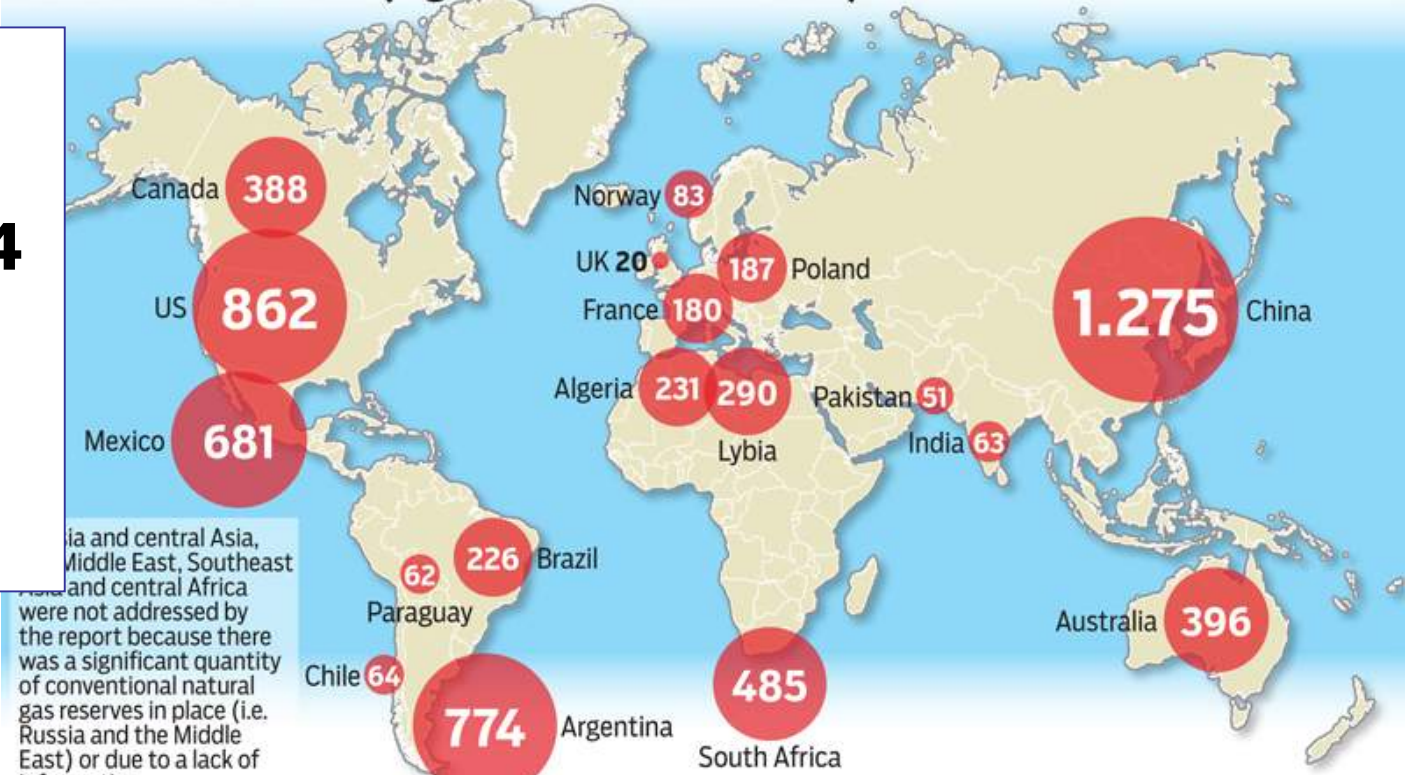 4
Canada 388
US 862
Mexico 681
Norway 83
UK 20
187 Poland
France 180
Algeria 231
290
Lybia
Pakistan 51
India 63
1.275 China
226 Brazil
62
Paraguay
Chile 64
774 Argentina
485
South Africa
Australia 396
and central Asia,
Middle East, Southeast
Asia and central Africa
were not addressed by
the report because there
was a significant quantity
of conventional natural
gas reserves in place (i.e.
Russia and the Middle
East) or due to a lack of